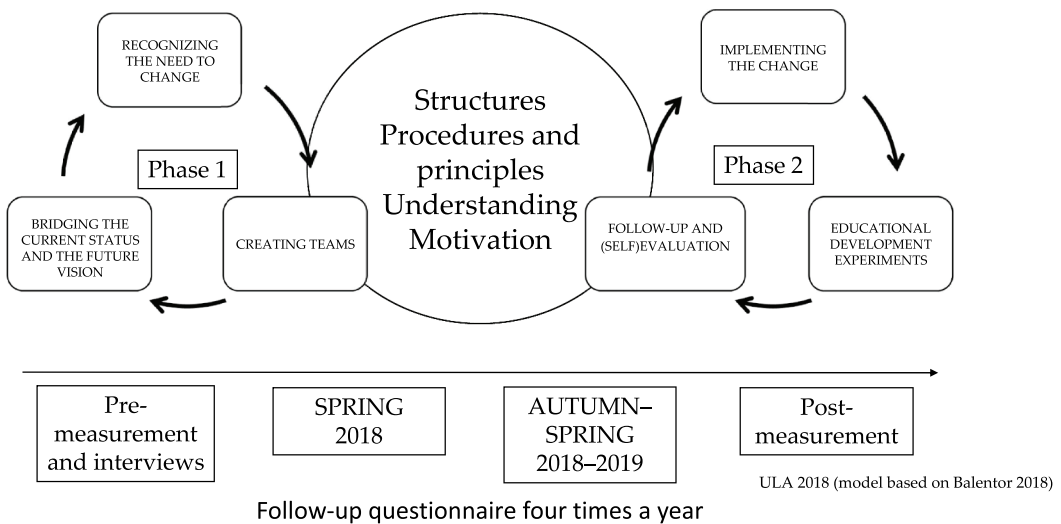 RECOGNIZING
THE NEED TO
CHANGE
Phase 1
BRIDGING THE
CURRENT STATUS
AND THE FUTURE
VISION
CREATING TEAMS
Structures
Procedures and
principles
Understanding
Motivation
IMPLEMENTING
THE CHANGE
Phase 2
FOLLOW-UP AND
(SELF)EVALUATION
EDUCATIONAL
DEVELOPMENT
EXPERIMENTS
Pre-
measurement
and interviews
SPRING
2018
AUTUMN–
SPRING
2018–2019
Post-
measurement
ULA 2018 (model based on Balentor 2018)
Follow-up questionnaire four times a year